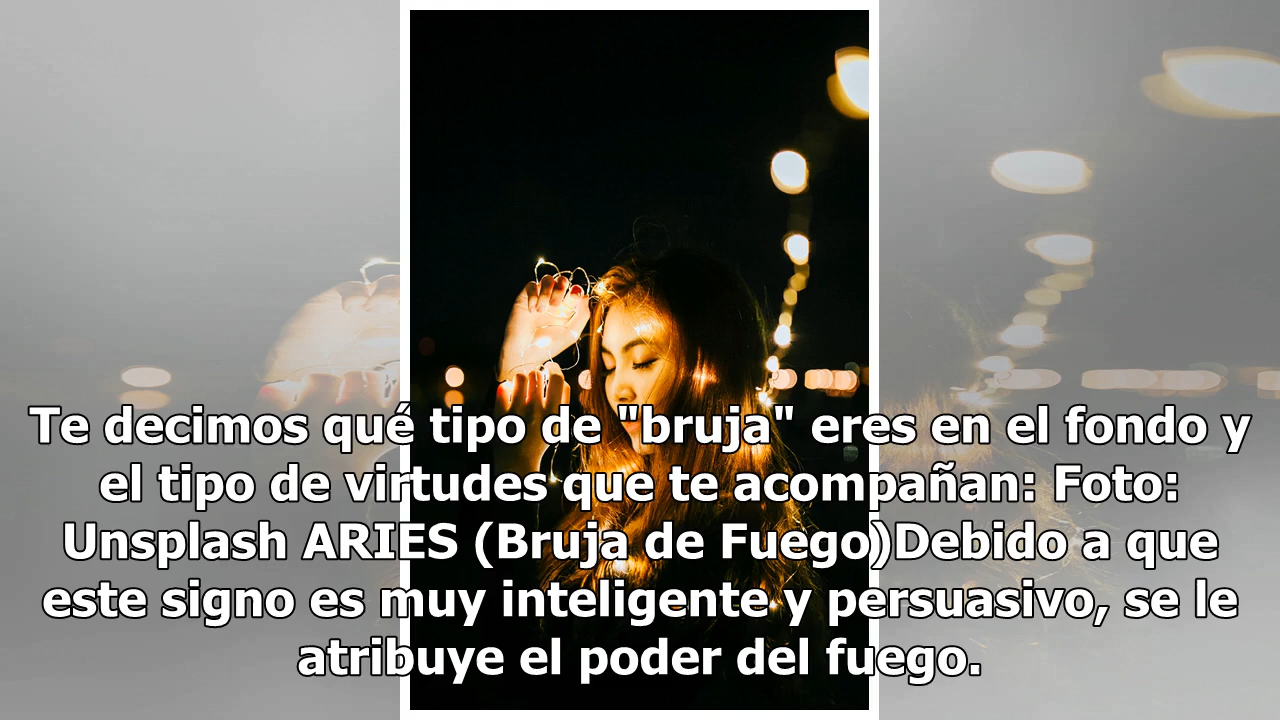 Te decimos qué tipo de "bruja" eres en el fondo y
el tipo de virtudes que te acompañan: Foto:
Unsplash ARIES (Bruja de Fuego)Debido a que
este signo es muy inteligente y persuasivo, se le
atribuye el poder del fuego.